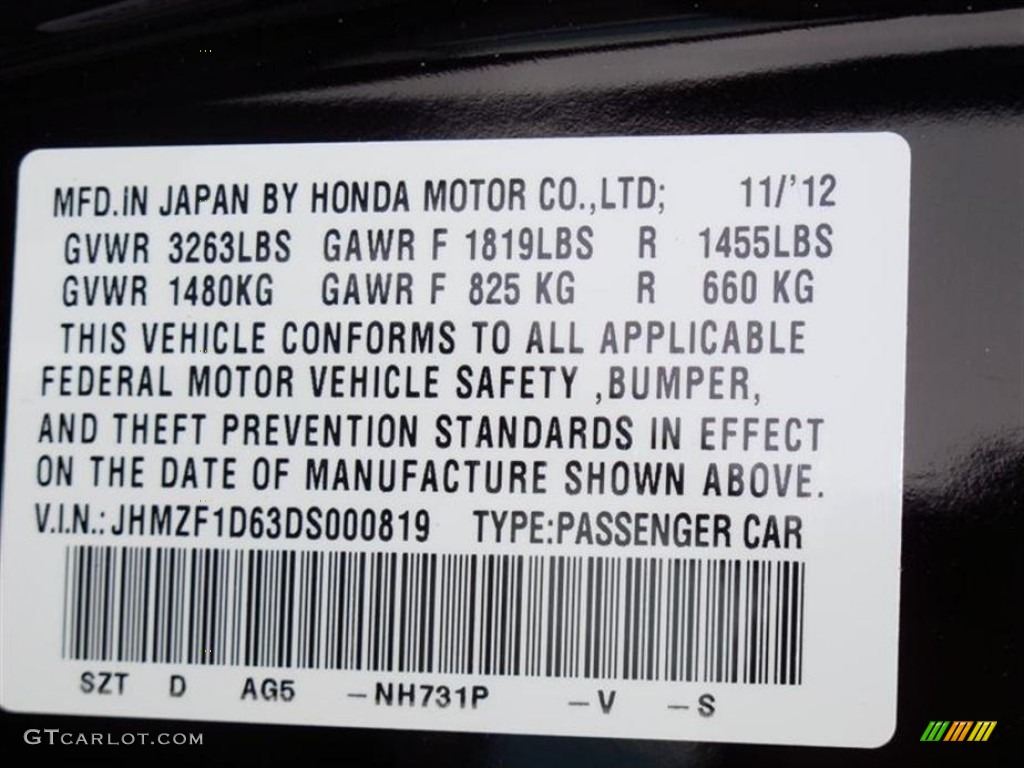 MFD.IN JAPAN BY HONDA MOTOR CO.,LTD; 11/'12
GVWR 3263LBS GAWR F 1819LBS R 1455LBS
GVWR 1480KG GAWR F 825 KG R 660 KG
THIS VEHICLE CONFORMS TO ALL APPLICABLE
FEDERAL MOTOR VEHICLE SAFETY ,BUMPER,
AND THEFT PREVENTION STANDARDS IN EFFECT
ON THE DATE OF MANUFACTURE SHOWN ABOVE.
V.I.N.: JHMZF1D63DS000819 TYPE:PASSENGER CAR
SZT D AG5 -NH731P -V -S
GTCARLOT.COM